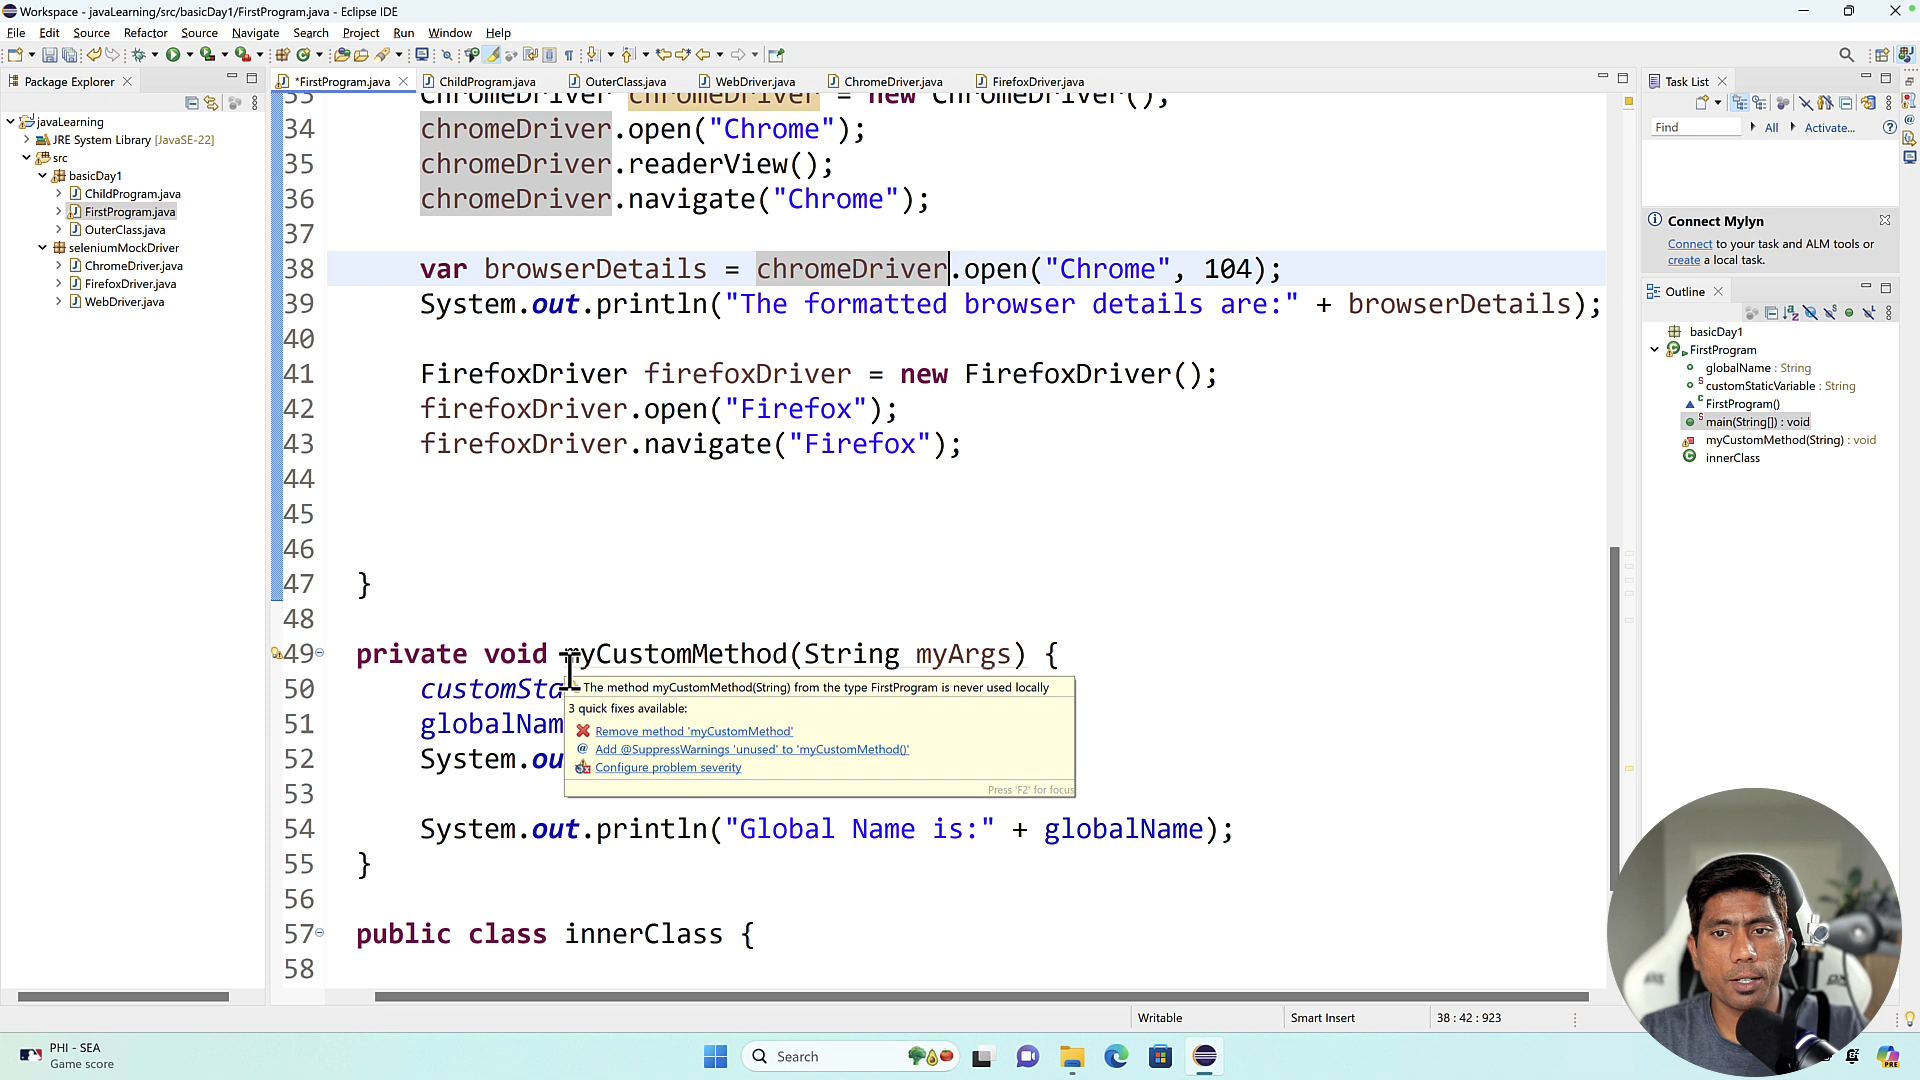 Workspace - javaLearning/src/basicDay1/FirstProgram.java - Eclipse IDE
File Edit Source Refactor Source Navigate Search Project Run Window Help
Package Explorer
*FirstProgram.java
ChildProgram.java
OuterClass.java
WebDriver.java
ChromeDriver.java
FirefoxDriver.java
javaLearning
JRE System Library [JavaSE-22]
src
basicDay1
ChildProgram.java
FirstProgram.java
OuterClass.java
seleniumMockDriver
ChromeDriver.java
FirefoxDriver.java
WebDriver.java
33 ChromeDriver chromeDriver = new ChromeDriver();
34 chromeDriver.open("Chrome");
35 chromeDriver.readerView();
36 chromeDriver.navigate("Chrome");
37
38 var browserDetails = chromeDriver.open("Chrome", 104);
39 System.out.println("The formatted browser details are:" + browserDetails);
40
41 FirefoxDriver firefoxDriver = new FirefoxDriver();
42 firefoxDriver.open("Firefox");
43 firefoxDriver.navigate("Firefox");
44
45
46
47 }
48
49 private void myCustomMethod(String myArgs) {
50 customSta
51 globalNam
52 System.ou
53
54 System.out.println("Global Name is:" + globalName);
55 }
56
57 public class innerClass {
58
The method myCustomMethod(String) from the type FirstProgram is never used locally
3 quick fixes available:
Remove method 'myCustomMethod'
Add @SuppressWarnings 'unused' to 'myCustomMethod()'
Configure problem severity
Press 'F2' for focus
Task List
Find
All
Activate...
Connect Mylyn
Connect to your task and ALM tools or
create a local task.
Outline
basicDay1
FirstProgram
globalName : String
customStaticVariable : String
FirstProgram()
main(String[]) : void
myCustomMethod(String) : void
innerClass
Writable
Smart Insert
38 : 42 : 923
PHI - SEA
Game score
Search
PRE